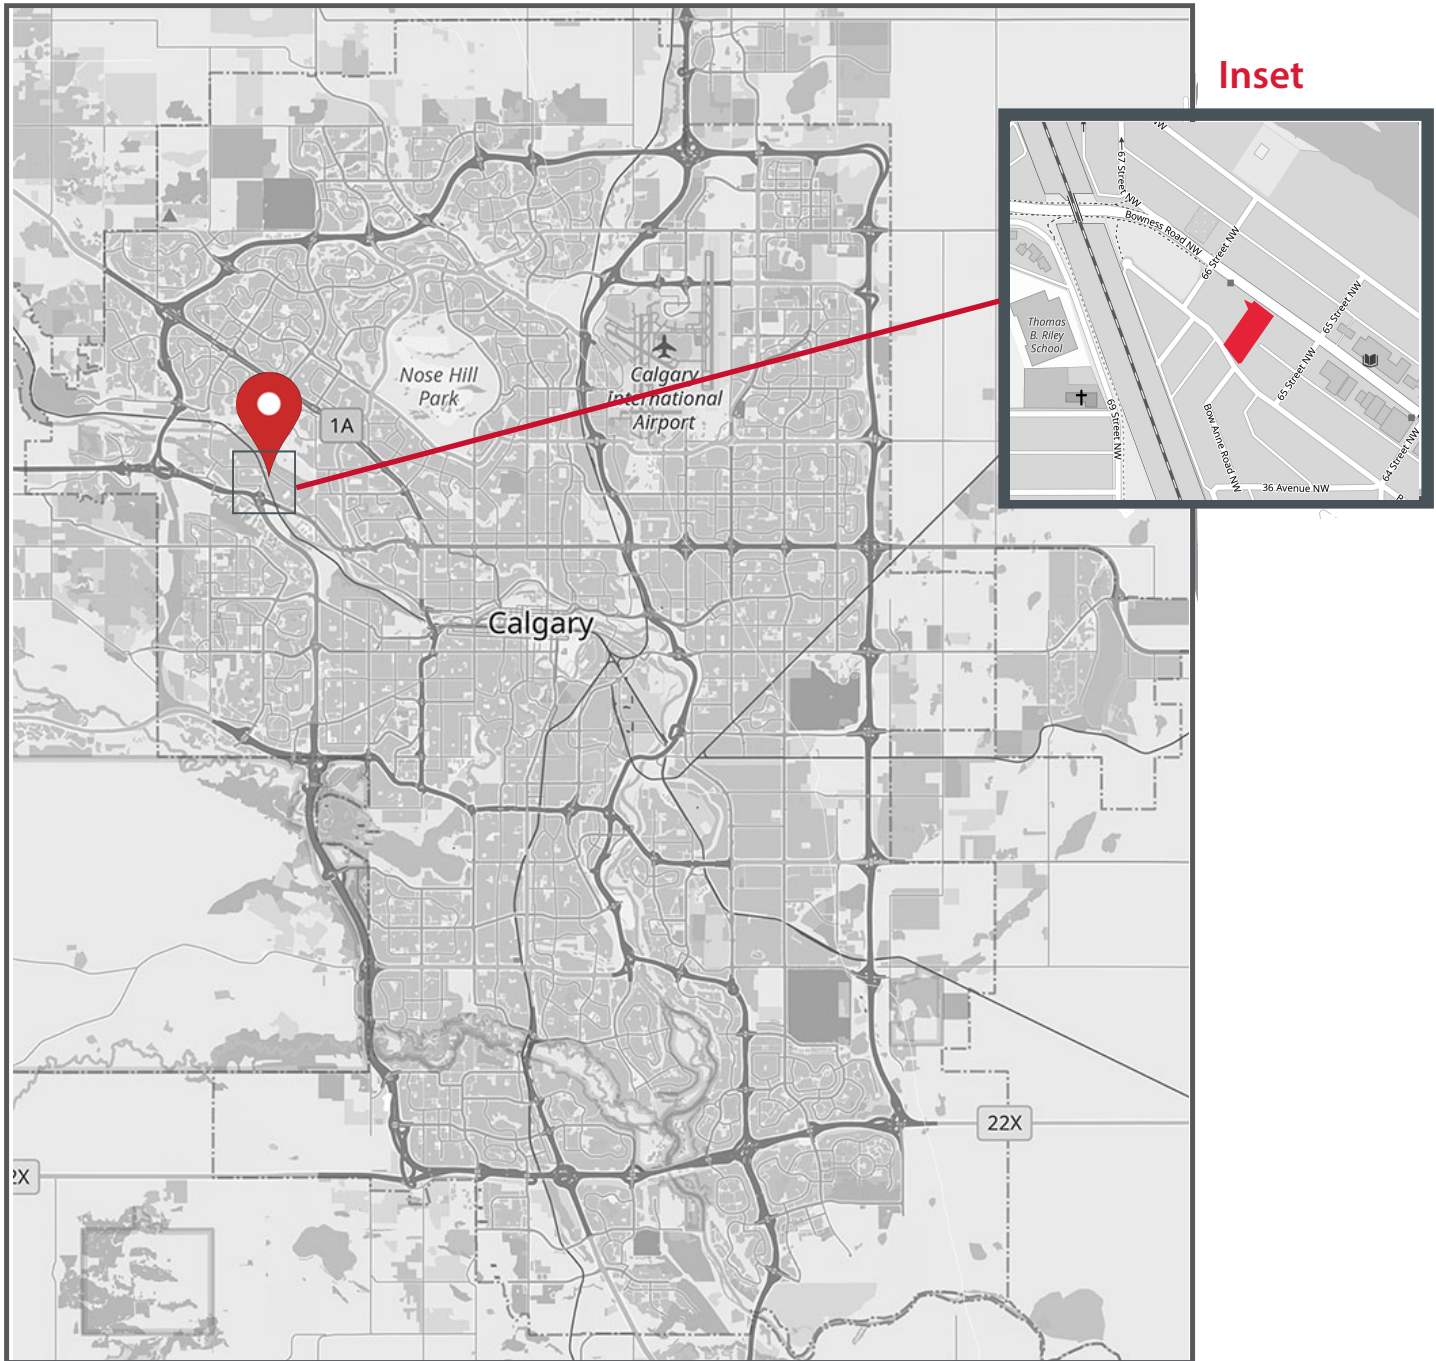 Inset
NW
67 Street NW
Bowness Road NW
66 Street NW
65 Street NW
65 Street NW
Thomas
B. Riley
School
69 Street NW
Bow Anne Road NW
64 Street NW
36 Avenue NW
Nose Hill
Park
Calgary
International
Airport
1A
Calgary
22X
2X